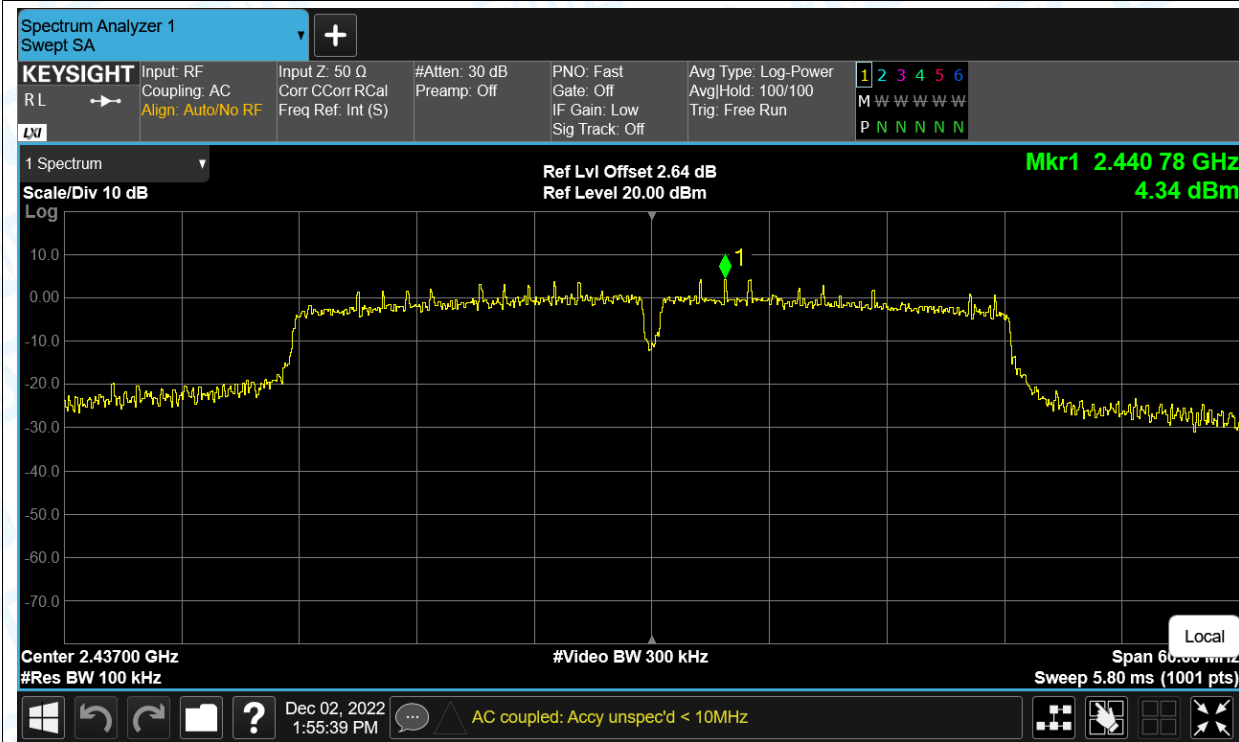 Spectrum Analyzer 1
Swept SA
KEYSIGHT
R L
LXI
Input: RF
Coupling: AC
Align: Auto/No RF
Input Z: 50 Ω
Corr CCorr RCal
Freq Ref: Int (S)
#Atten: 30 dB
Preamp: Off
PNO: Fast
Gate: Off
IF Gain: Low
Sig Track: Off
Avg Type: Log-Power
Avg|Hold: 100/100
Trig: Free Run
1 2 3 4 5 6
M W W W W W
P N N N N N
1 Spectrum
Scale/Div 10 dB
Log
Ref Lvl Offset 2.64 dB
Ref Level 20.00 dBm
Mkr1 2.440 78 GHz
4.34 dBm
1
10.0
0.00
-10.0
-20.0
-30.0
-40.0
-50.0
-60.0
-70.0
Local
Center 2.43700 GHz
#Res BW 100 kHz
#Video BW 300 kHz
Span 60.00 MHz
Sweep 5.80 ms (1001 pts)
?
Dec 02, 2022
1:55:39 PM
AC coupled: Accy unspec'd < 10MHz